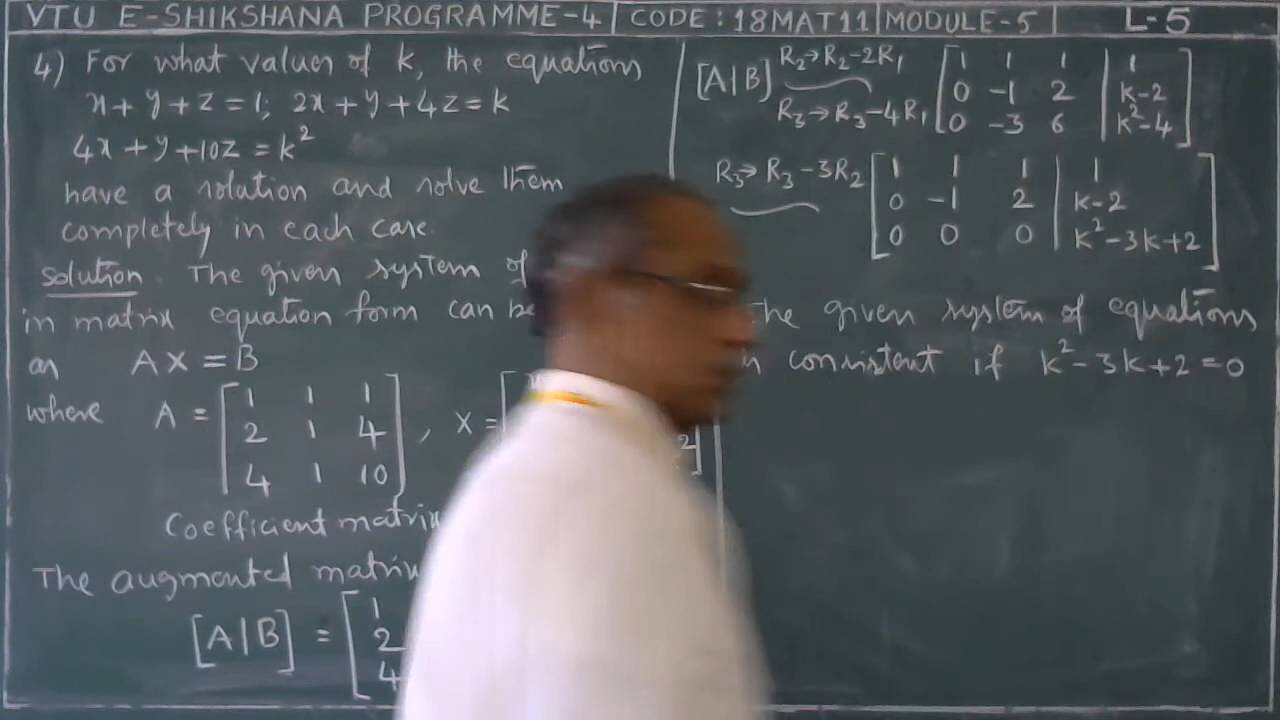 VTU E-SHIKSHANA PROGRAMME-4 | CODE: 18MAT11 | MODULE-5 | L-5
4) For what values of k, the equations
x + y + z = 1; 2x + y + 4z = k
4x + y + 10z = k²
have a solution and solve them
completely in each case.
Solution. The given system of
in matrix equation form can be
as AX = B
where A = [1 1 1
2 1 4
4 1 10], X = [
2]
Coefficient matrix
The augmented matrix
[A|B] = [1
2
4
[A|B] R₂→R₂-2R₁ [1 1 1 | 1
0 -1 2 | k-2
R₃→R₃-4R₁ 0 -3 6 | k²-4]
R₃→R₃-3R₂ [1 1 1 | 1
0 -1 2 | k-2
0 0 0 | k²-3k+2]
The given system of equations
is consistent if k²-3k+2=0